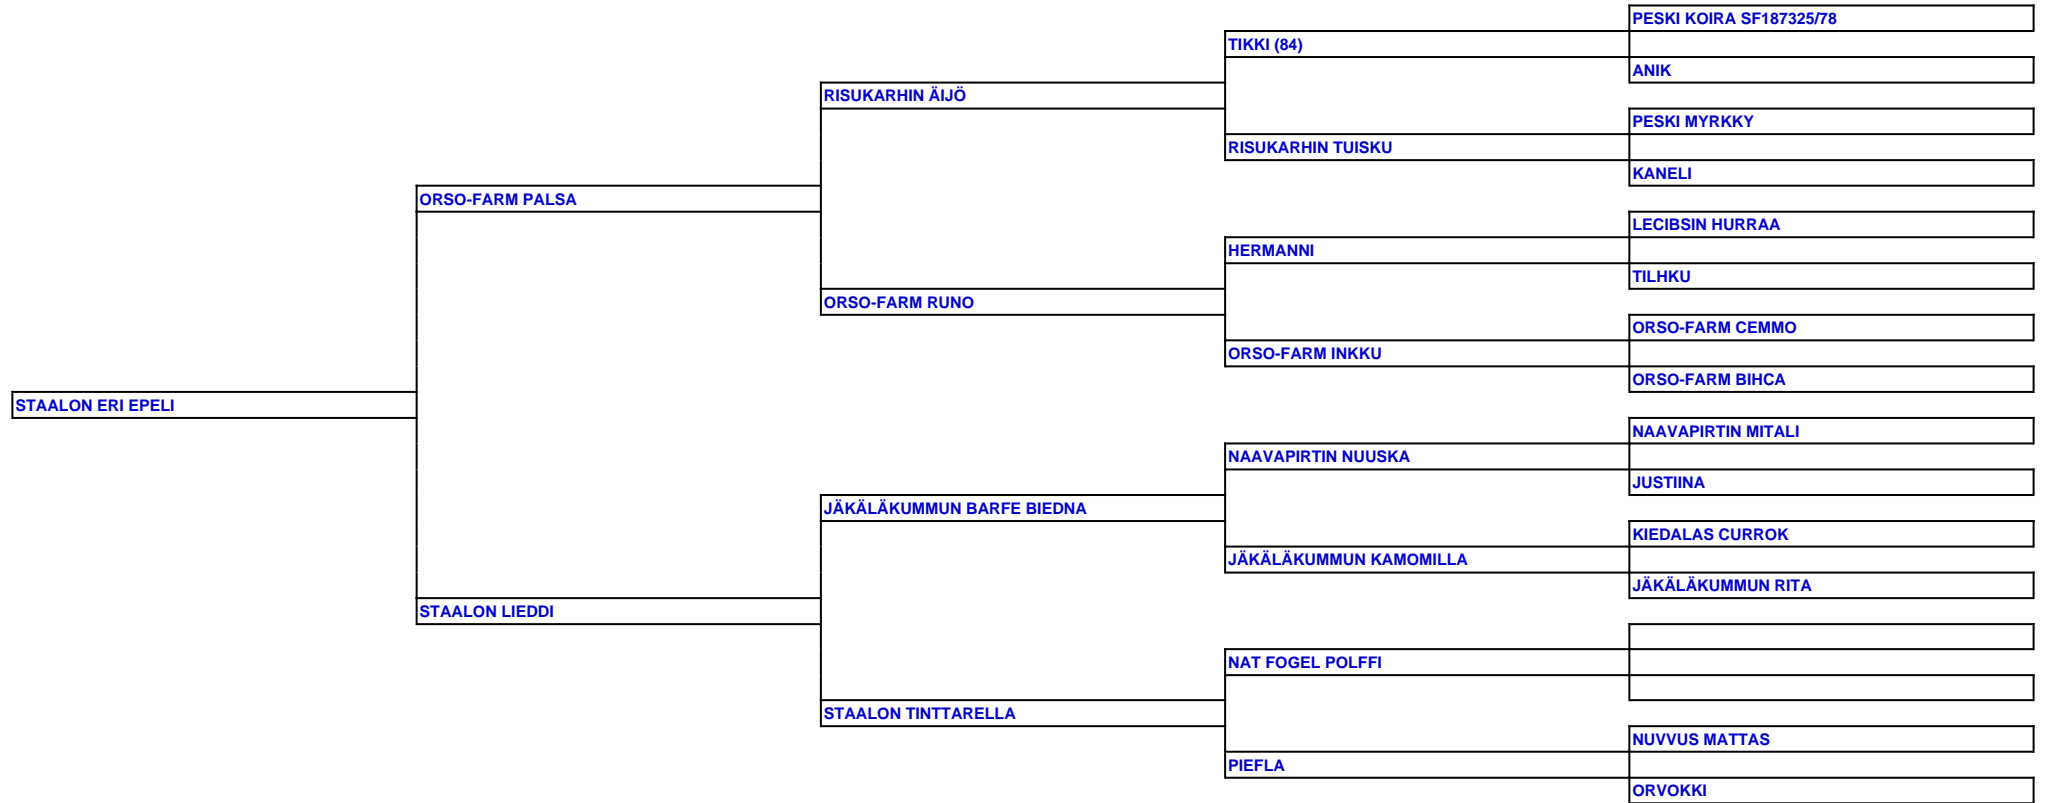 PESKI KOIRA SF187325/78
TIKKI (84)
ANIK
RISUKARHIN ÄIJÖ
PESKI MYRKKY
RISUKARHIN TUISKU
KANELI
ORSO-FARM PALSA
LECIBSIN HURRAA
HERMANNI
TILHKU
ORSO-FARM RUNO
ORSO-FARM CEMMO
ORSO-FARM INKKU
ORSO-FARM BIHCA
STAALON ERI EPELI
NAAVAPIRTIN MITALI
NAAVAPIRTIN NUUSKA
JUSTIINA
JÄKÄLÄKUMMUN BARFE BIEDNA
KIEDALAS CURROK
JÄKÄLÄKUMMUN KAMOMILLA
JÄKÄLÄKUMMUN RITA
STAALON LIEDDI
NAT FOGEL POLFFI
STAALON TINTTARELLA
NUVVUS MATTAS
PIEFLA
ORVOKKI